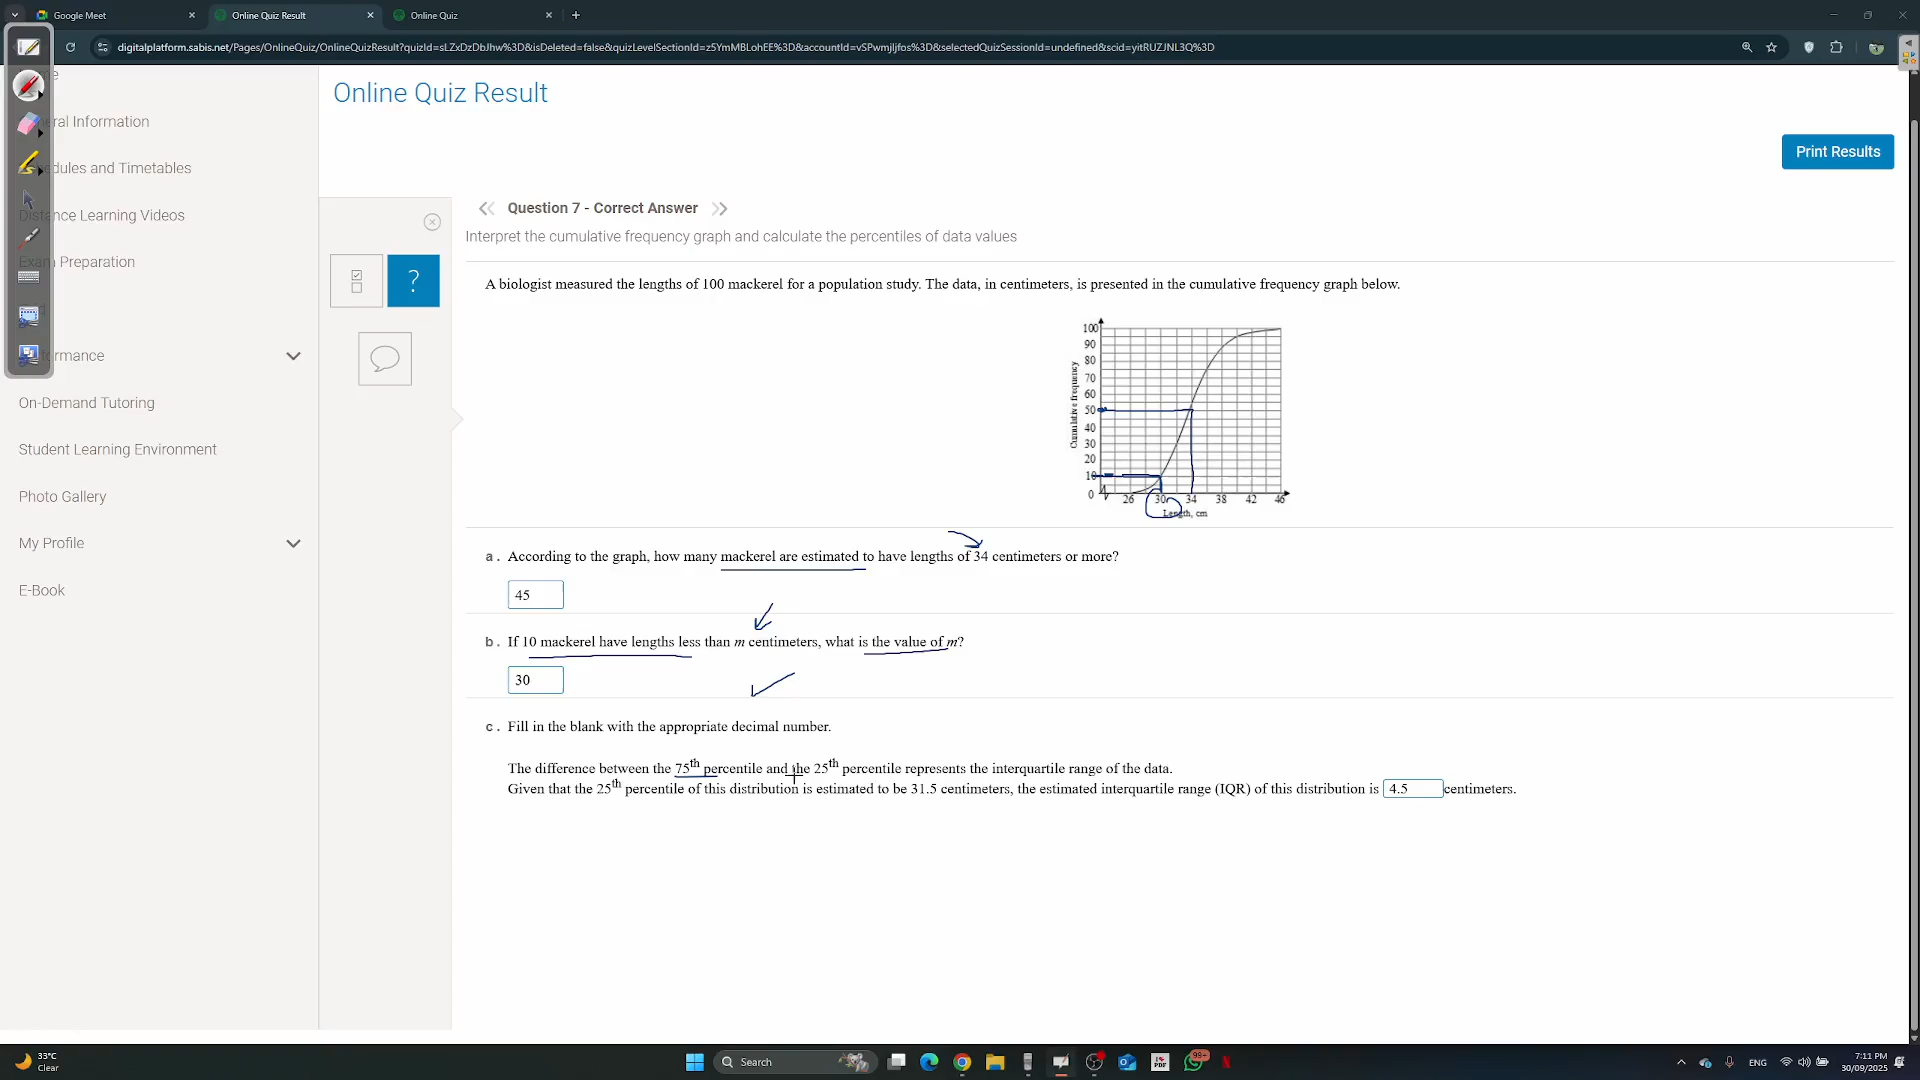 Google Meet
Online Quiz Result
Online Quiz
digitalplatform.sabis.net/Pages/OnlineQuiz/OnlineQuizResult?quizId=sLZxDzDbJhw%3D&isDeleted=false&quizLevelSectionId=z5YmMBLohEE%3D&accountId=vSPwmjIjfos%3D&selectedQuizSessionId=undefined&scid=yitRUZJNL3Q%3D
Online Quiz Result
Print Results
eral Information
edules and Timetables
Distance Learning Videos
Exam Preparation
rmance
On-Demand Tutoring
Student Learning Environment
Photo Gallery
My Profile
E-Book
Question 7 - Correct Answer
Interpret the cumulative frequency graph and calculate the percentiles of data values
?
A biologist measured the lengths of 100 mackerel for a population study. The data, in centimeters, is presented in the cumulative frequency graph below.
Cumulative frequency
100
90
80
70
60
50
40
30
20
10
0
26 30 34 38 42 46
Length, cm
a. According to the graph, how many mackerel are estimated to have lengths of 34 centimeters or more?
45
b. If 10 mackerel have lengths less than m centimeters, what is the value of m?
30
c. Fill in the blank with the appropriate decimal number.
The difference between the 75th percentile and the 25th percentile represents the interquartile range of the data.
Given that the 25th percentile of this distribution is estimated to be 31.5 centimeters, the estimated interquartile range (IQR) of this distribution is 4.5 centimeters.
33°C
Clear
Search
99+
ENG
7:11 PM
30/09/2025